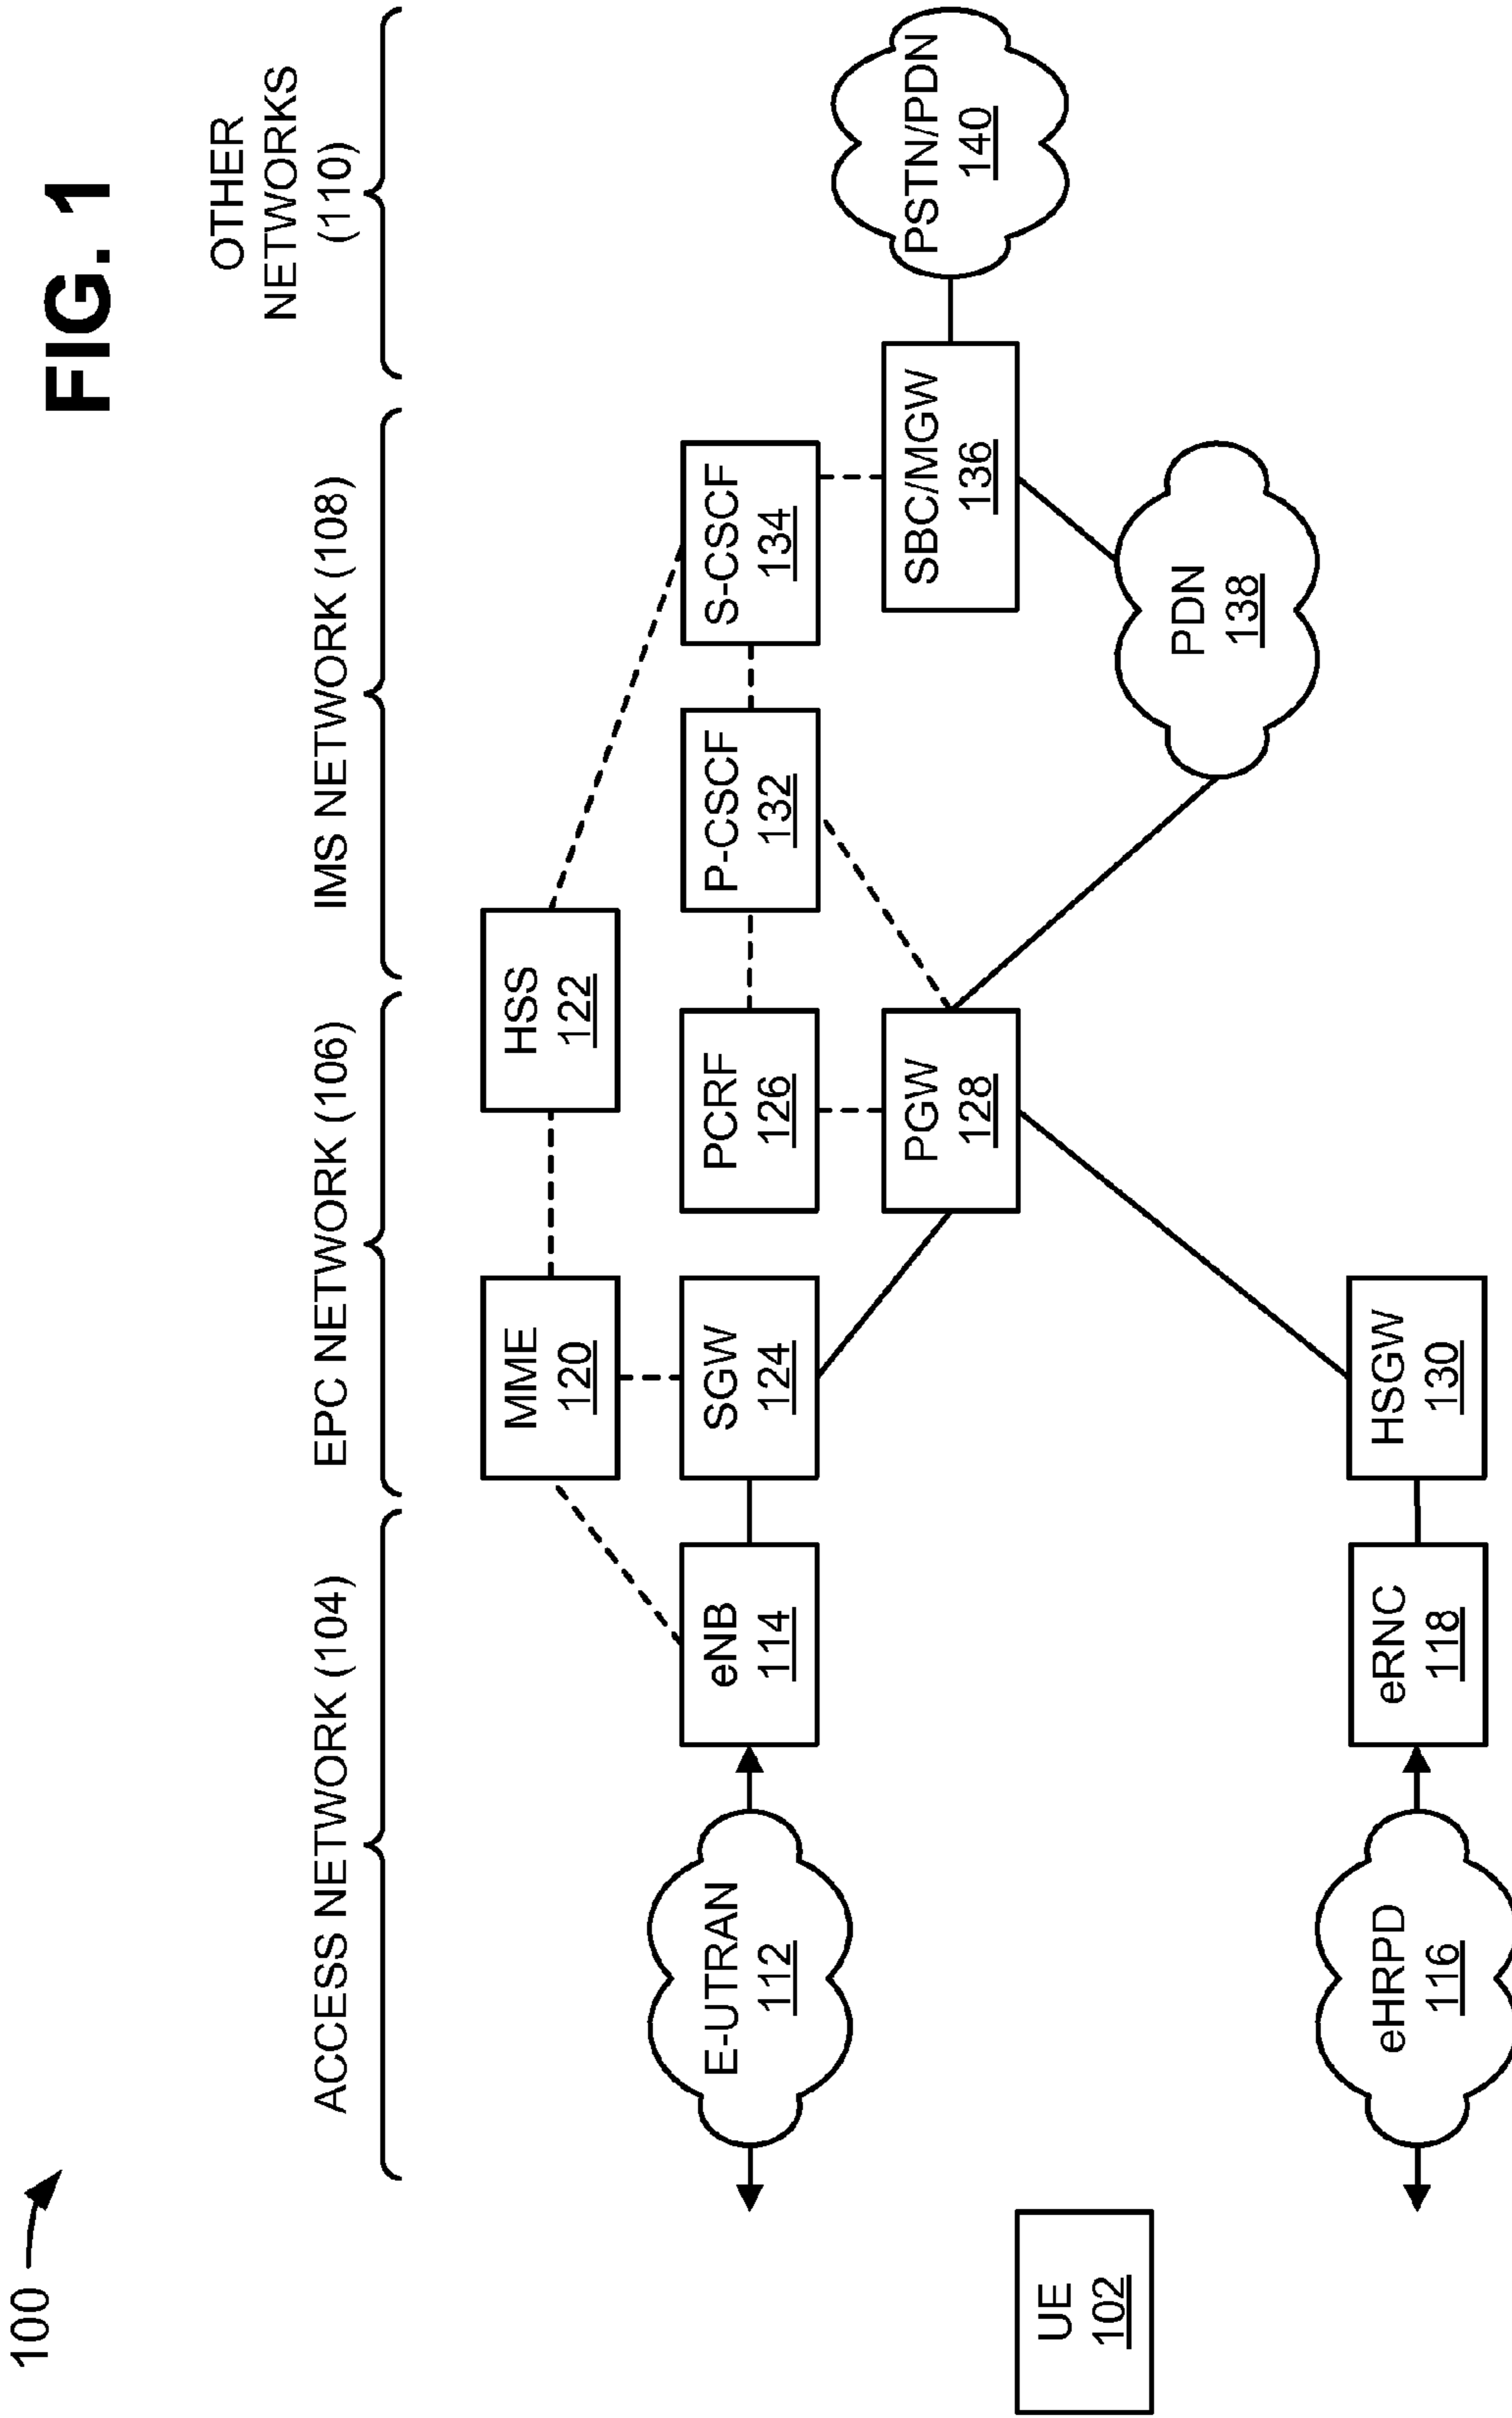 FIG. 1
100
ACCESS NETWORK (104)
EPC NETWORK (106)
IMS NETWORK (108)
OTHER
NETWORKS
(110)
MME
120
HSS
122
E-UTRAN
112
eNB
114
SGW
124
PCRF
126
P-CSCF
132
S-CSCF
134
PGW
128
SBC/MGW
136
PSTN/PDN
140
UE
102
PDN
138
eHRPD
116
eRNC
118
HSGW
130